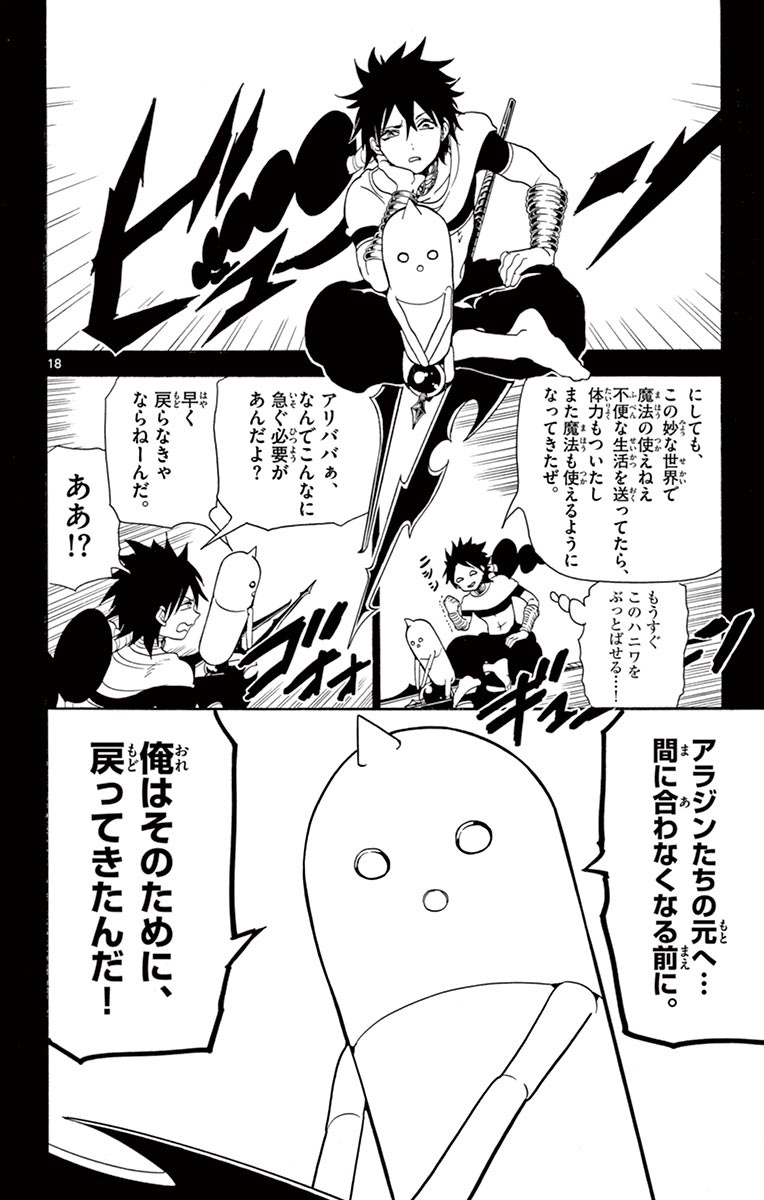 ビュ
18
にしても、
この妙な世界で
魔法の使えねえ
不便な生活を送ってたら、
体力もついたし
また魔法も使えるように
なってきたぜ。
もうすぐ
このハニワを
ぶっとばせる…!
アリババぁ、
なんでこんなに
急ぐ必要が
あんだよ?
早く
戻らなきゃ
ならねーんだ。
ああ!?
ゴオオ
アラジンたちの元へ…
間に合わなくなる前に。
俺はそのために、
戻ってきたんだ!